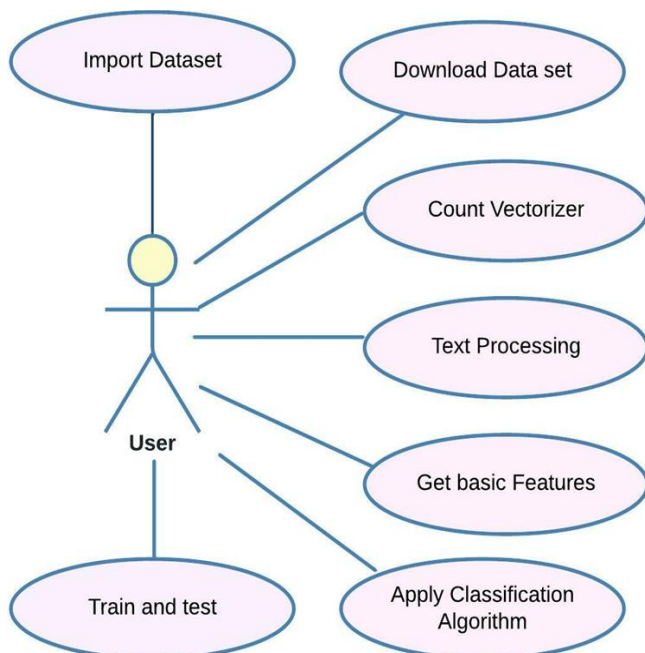 Import Dataset
Download Data set
Count Vectorizer
Text Processing
User
Get basic Features
Train and test
Apply Classification
Algorithm